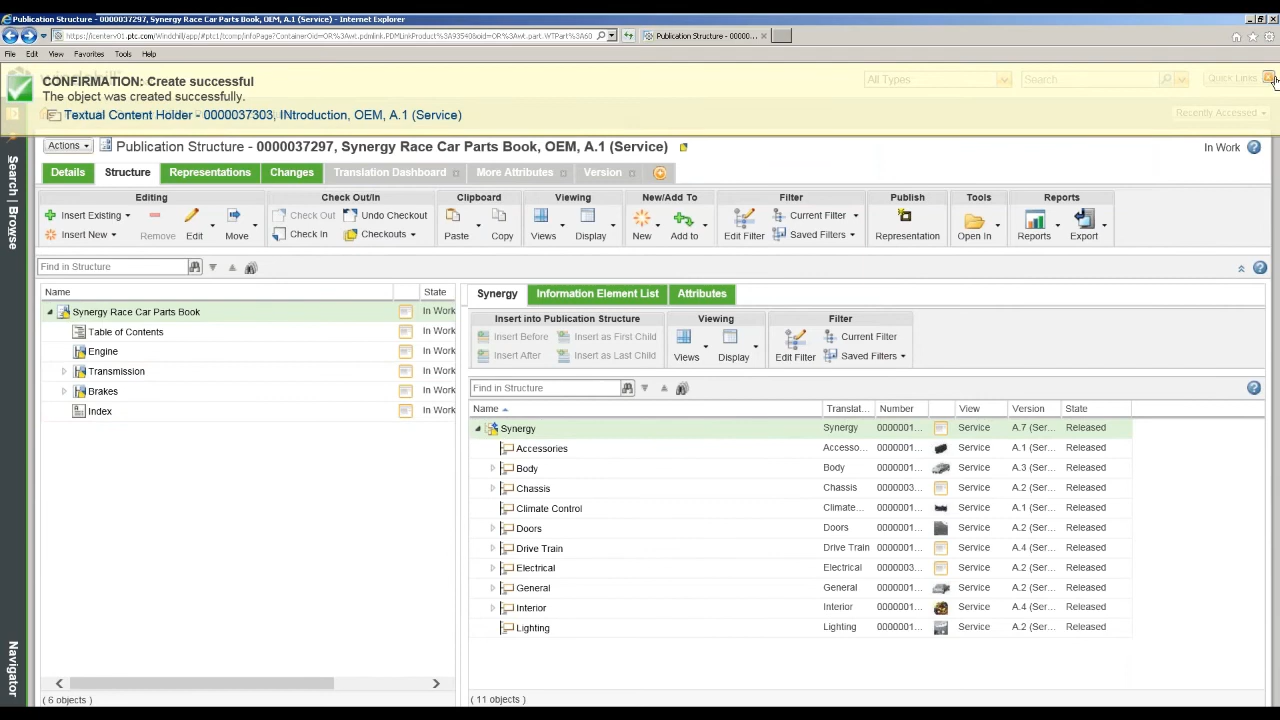 Publication Structure - 0000037297, Synergy Race Car Parts Book, OEM, A.1 (Service) - Internet Explorer
Publication Structure - 0000037297, Sy...
File Edit View Favorites Tools Help
CONFIRMATION: Create successful
The object was created successfully.
Textual Content Holder - 0000037303, INtroduction, OEM, A.1 (Service)
All Types: Search Quick Links
Recently Accessed
Actions Publication Structure - 0000037297, Synergy Race Car Parts Book, OEM, A.1 (Service) In Work
Details Structure Representations Changes Translation Dashboard More Attributes Version
Editing Check Out/In Clipboard Viewing New/Add To Filter Publish Tools Reports
Insert Existing Remove Edit Move Check Out Undo Checkout Paste Copy Views Display New Add to Edit Filter Current Filter Representation Open In Reports Export
Insert New Check In Checkouts Saved Filters
Find in Structure
Name State
Synergy Race Car Parts Book In Work
Table of Contents In Work
Engine In Work
Transmission In Work
Brakes In Work
Index In Work
( 6 objects )
Synergy Information Element List Attributes
Insert into Publication Structure Viewing Filter
Insert Before Insert as First Child Views Display Edit Filter Current Filter
Insert After Insert as Last Child Saved Filters
Find in Structure
Name Translat... Number View Version State
Synergy Synergy 0000001... Service A.7 (Ser... Released
Accessories Accesso... 0000001... Service A.1 (Ser... Released
Body Body 0000001... Service A.3 (Ser... Released
Chassis Chassis 0000003... Service A.2 (Ser... Released
Climate Control Climate... 0000001... Service A.1 (Ser... Released
Doors Doors 0000001... Service A.2 (Ser... Released
Drive Train Drive Train 0000001... Service A.4 (Ser... Released
Electrical Electrical 0000003... Service A.2 (Ser... Released
General General 0000001... Service A.2 (Ser... Released
Interior Interior 0000001... Service A.4 (Ser... Released
Lighting Lighting 0000001... Service A.2 (Ser... Released
( 11 objects )
Search | Browse
Navigator